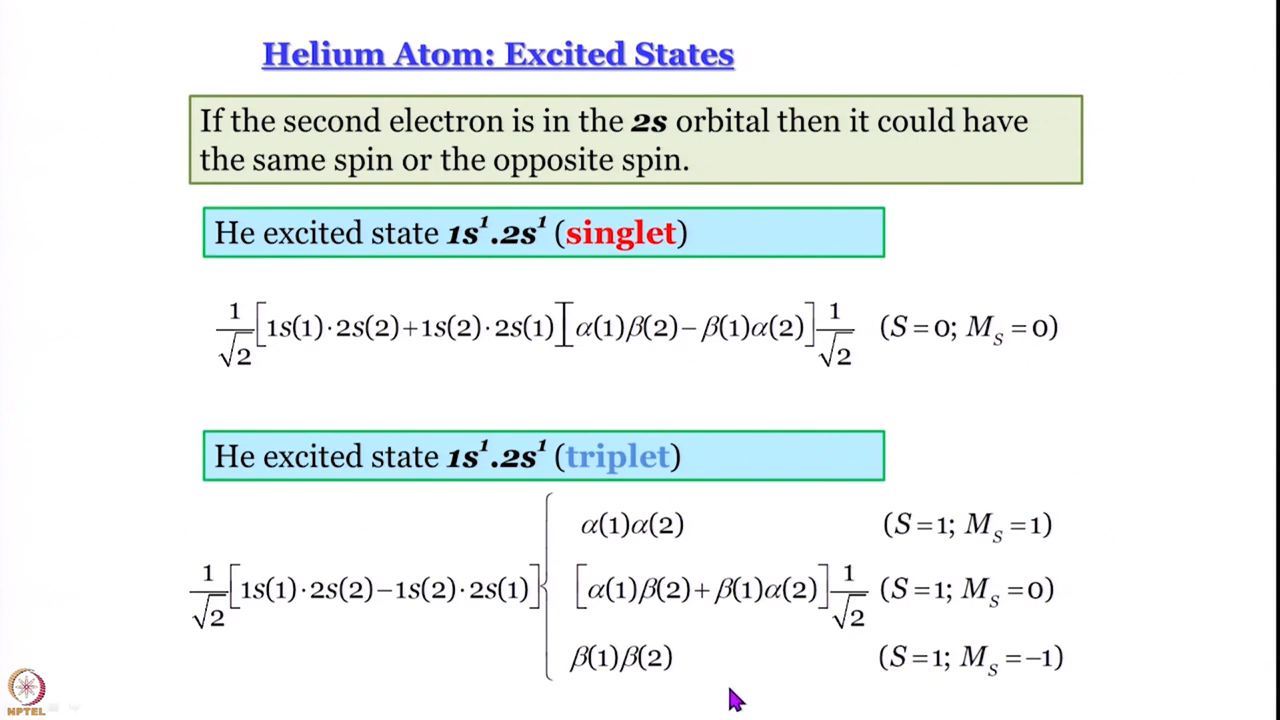 Helium Atom: Excited States
If the second electron is in the 2s orbital then it could have
the same spin or the opposite spin.
He excited state 1s¹.2s¹ (singlet)
1/√2 [1s(1)·2s(2)+1s(2)·2s(1)][α(1)β(2)−β(1)α(2)] 1/√2 (S=0; M_S=0)
He excited state 1s¹.2s¹ (triplet)
α(1)α(2) (S=1; M_S=1)
1/√2 [1s(1)·2s(2)−1s(2)·2s(1)] { [α(1)β(2)+β(1)α(2)] 1/√2 (S=1; M_S=0)
β(1)β(2) (S=1; M_S=−1)
NPTEL